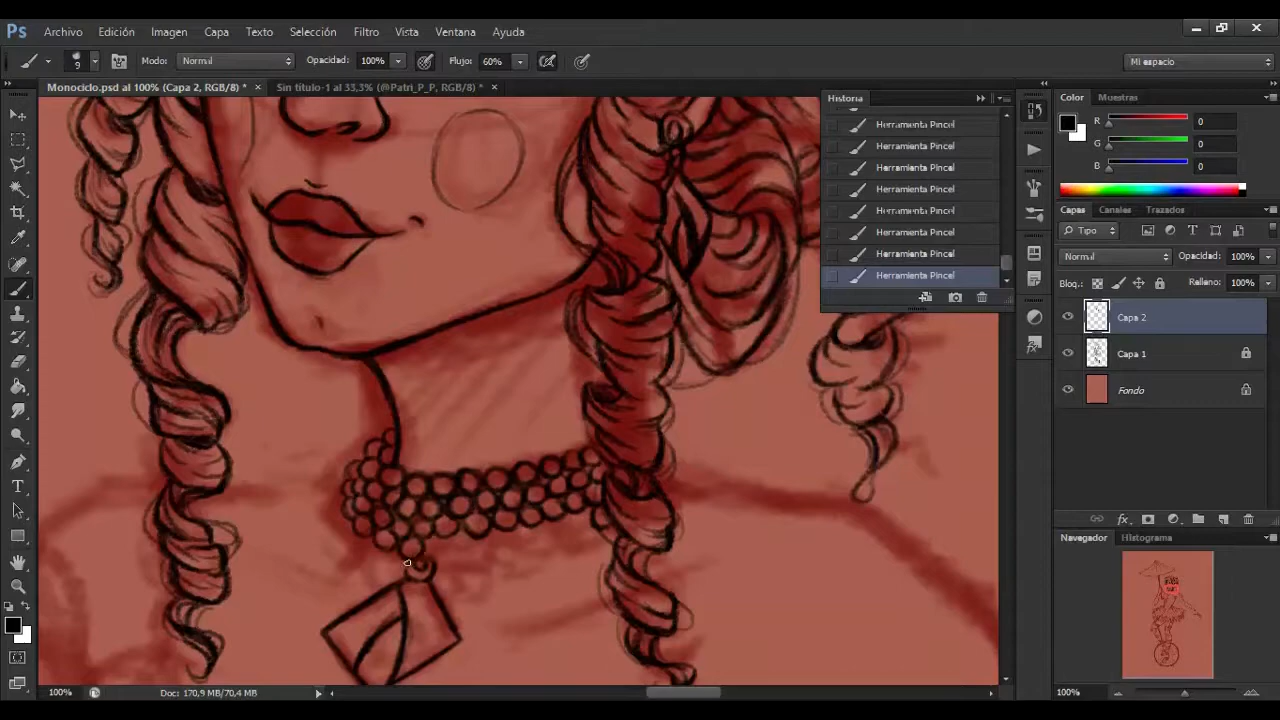 Ps Archivo Edición Imagen Capa Texto Selección Filtro Vista Ventana Ayuda
9 Modo: Normal Opacidad: 100% Flujo: 60% Mi espacio
Monociclo.psd al 100% (Capa 2, RGB/8) * × Sin título-1 al 33,3% (@Patri_P_P, RGB/8) * ×
Historia
Herramienta Pincel
Herramienta Pincel
Herramienta Pincel
Herramienta Pincel
Herramienta Pincel
Herramienta Pincel
Herramienta Pincel
Herramienta Pincel
Color Muestras
R 0
G 0
B 0
Capas Canales Trazados
Tipo
Normal Opacidad: 100%
Bloq.: Relleno: 100%
Capa 2
Capa 1
Fondo
Navegador Histograma
100%
100% Doc: 170,9 MB/70,4 MB